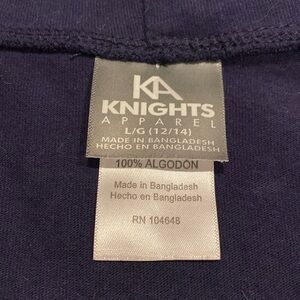 KA
KNIGHTS
APPAREL
L/G (12/14)
MADE IN BANGLADESH
HECHO EN BANGLADESH
100% ALGODÓN
Made in Bangladesh
Hecho en Bangladesh
RN 104648